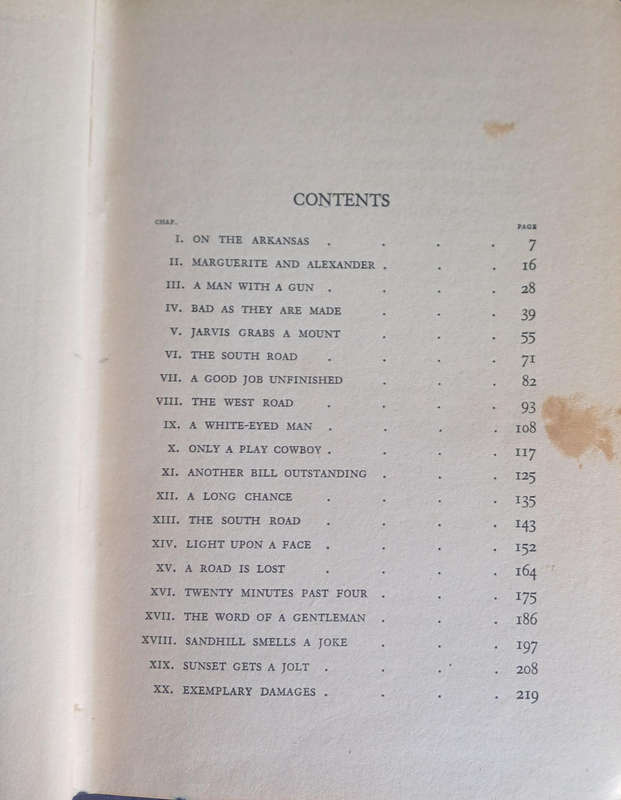 CONTENTS
CHAP. PAGE
I. ON THE ARKANSAS . . . . 7
II. MARGUERITE AND ALEXANDER . . . 16
III. A MAN WITH A GUN . . . . 28
IV. BAD AS THEY ARE MADE . . . 39
V. JARVIS GRABS A MOUNT . . . 55
VI. THE SOUTH ROAD . . . . 71
VII. A GOOD JOB UNFINISHED . . . 82
VIII. THE WEST ROAD . . . . 93
IX. A WHITE-EYED MAN . . . . 108
X. ONLY A PLAY COWBOY . . . . 117
XI. ANOTHER BILL OUTSTANDING . . . 125
XII. A LONG CHANCE . . . . 135
XIII. THE SOUTH ROAD . . . . 143
XIV. LIGHT UPON A FACE . . . . 152
XV. A ROAD IS LOST . . . . 164
XVI. TWENTY MINUTES PAST FOUR . . . 175
XVII. THE WORD OF A GENTLEMAN . . . 186
XVIII. SANDHILL SMELLS A JOKE . . . 197
XIX. SUNSET GETS A JOLT . . . . 208
XX. EXEMPLARY DAMAGES . . . . 219